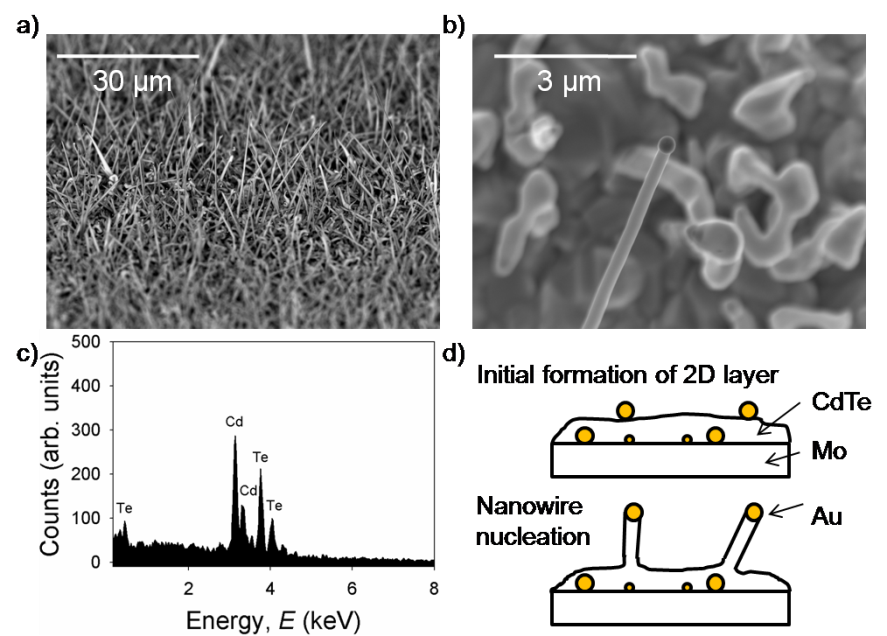 a)
30 µm
b)
3 µm
c)
Counts (arb. units)
500
400
300
200
100
0
Te
Cd
Cd
Te
Te
2
4
6
8
Energy, E (keV)
d)
Initial formation of 2D layer
CdTe
Mo
Nanowire
nucleation
Au